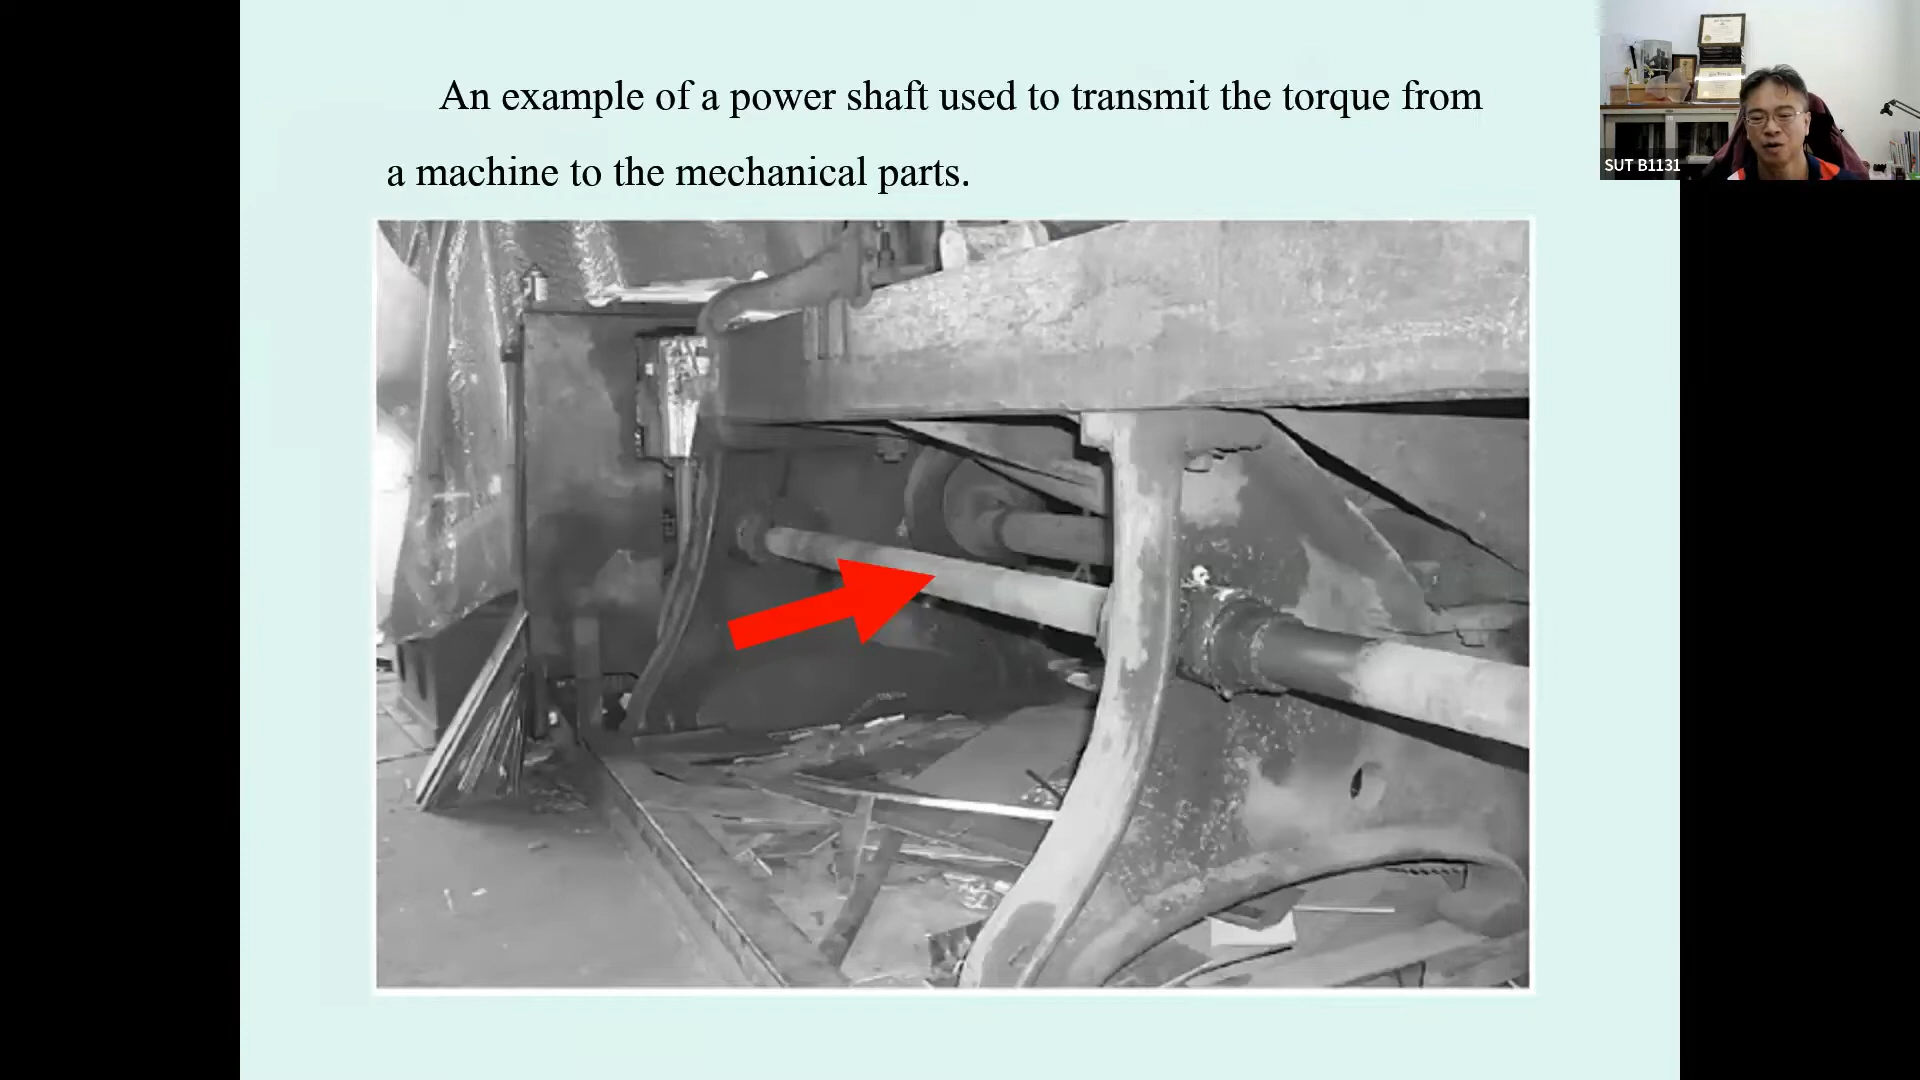 An example of a power shaft used to transmit the torque from
a machine to the mechanical parts.
SUT B1131